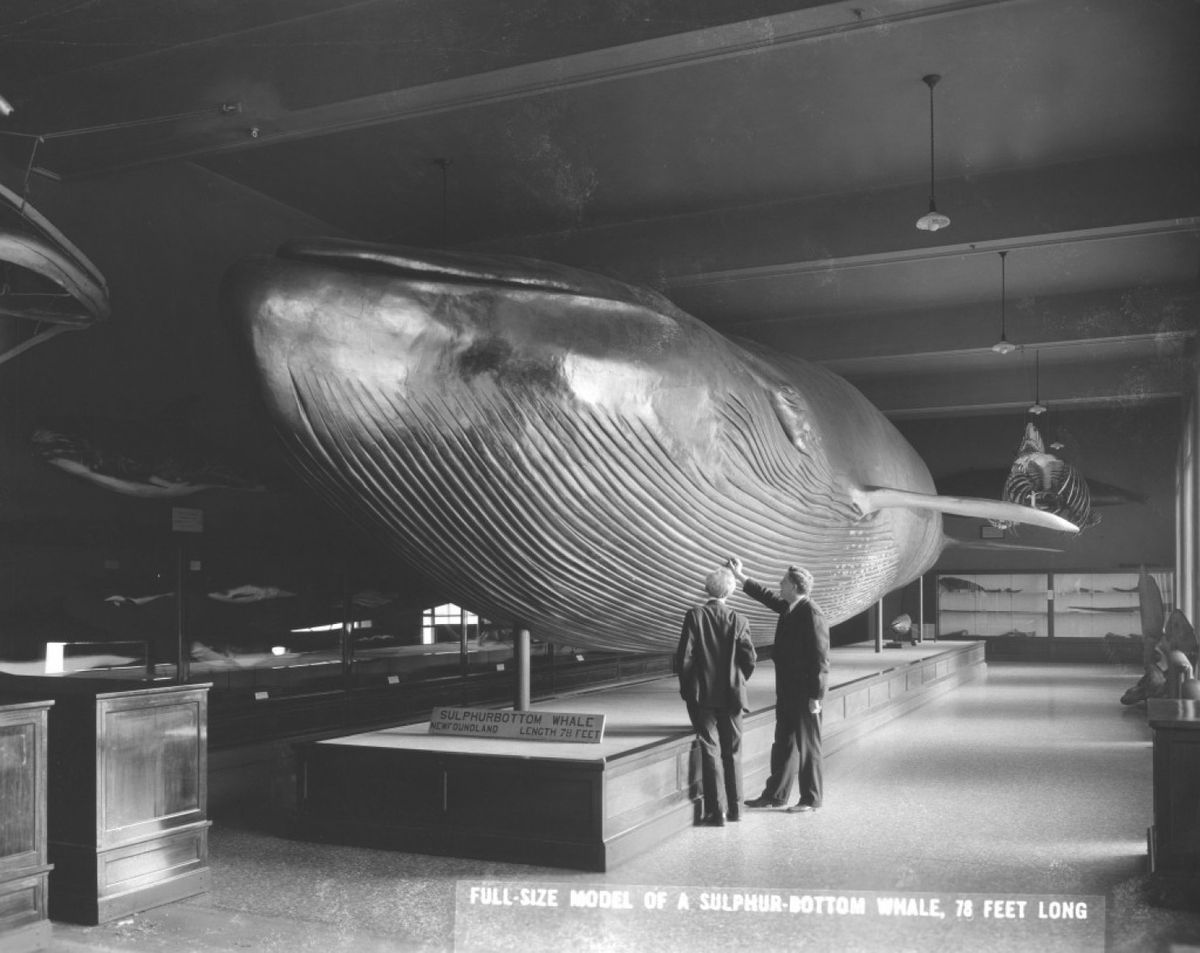 SULPHURBOTTOM WHALE
NEWFOUNDLAND LENGTH 78 FEET
FULL-SIZE MODEL OF A SULPHUR-BOTTOM WHALE, 78 FEET LONG